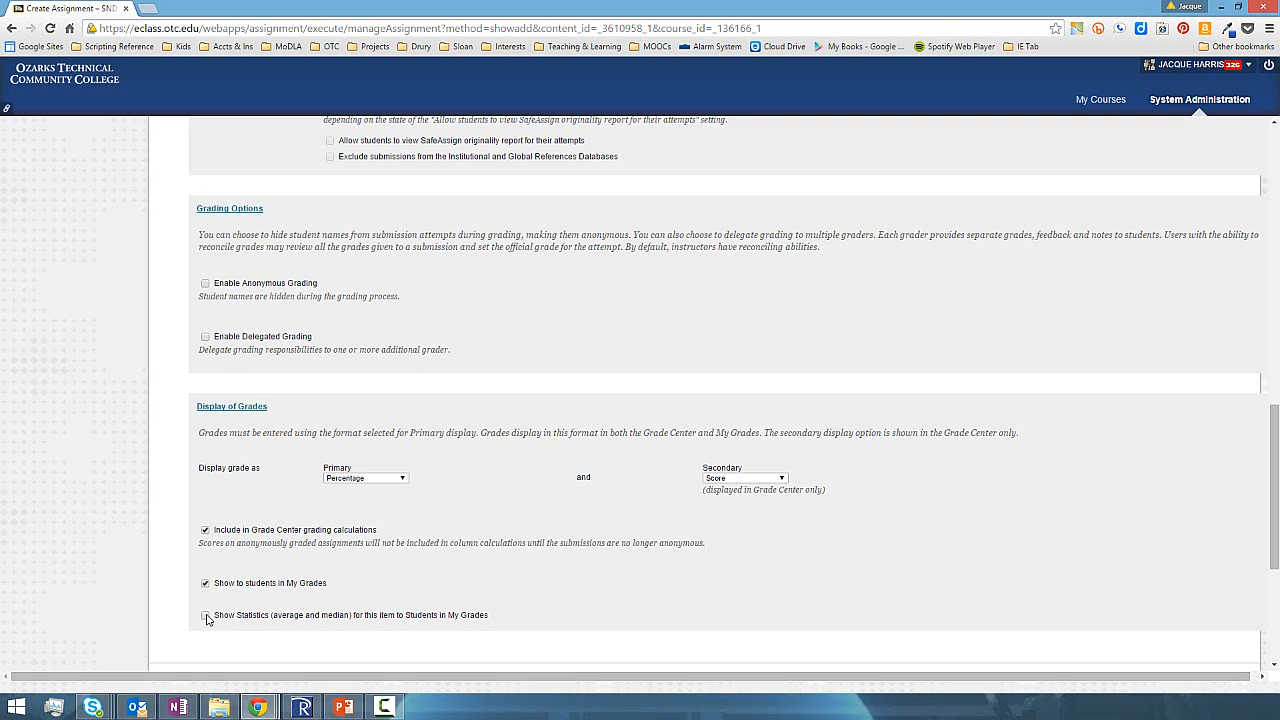 Create Assignment – SND
Jacque
https://eclass.otc.edu/webapps/assignment/execute/manageAssignment?method=showadd&content_id=_3610958_1&course_id=_136166_1
Google Sites Scripting Reference Kids Accts & Ins MoDLA OTC Projects Drury Sloan Interests Teaching & Learning MOOCs Alarm System Cloud Drive My Books - Google ... Spotify Web Player IE Tab Other bookmarks
OZARKS TECHNICAL
COMMUNITY COLLEGE
JACQUE HARRIS 326
My Courses System Administration
depending on the state of the "Allow students to view SafeAssign originality report for their attempts" setting.
Allow students to view SafeAssign originality report for their attempts
Exclude submissions from the Institutional and Global References Databases
Grading Options
You can choose to hide student names from submission attempts during grading, making them anonymous. You can also choose to delegate grading to multiple graders. Each grader provides separate grades, feedback and notes to students. Users with the ability to
reconcile grades may review all the grades given to a submission and set the official grade for the attempt. By default, instructors have reconciling abilities.
Enable Anonymous Grading
Student names are hidden during the grading process.
Enable Delegated Grading
Delegate grading responsibilities to one or more additional grader.
Display of Grades
Grades must be entered using the format selected for Primary display. Grades display in this format in both the Grade Center and My Grades. The secondary display option is shown in the Grade Center only.
Display grade as Primary and Secondary
Percentage Score
(displayed in Grade Center only)
Include in Grade Center grading calculations
Scores on anonymously graded assignments will not be included in column calculations until the submissions are no longer anonymous.
Show to students in My Grades
Show Statistics (average and median) for this item to Students in My Grades